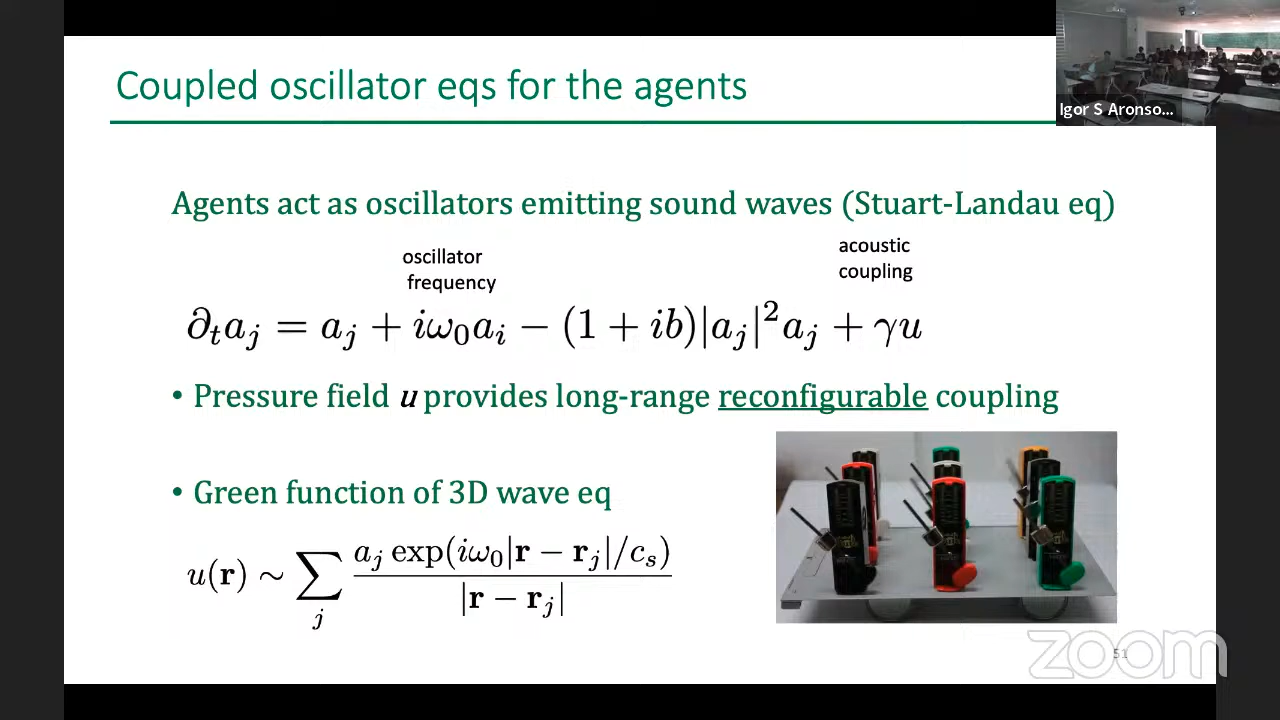 Coupled oscillator eqs for the agents
Igor S Aronso...
Agents act as oscillators emitting sound waves (Stuart-Landau eq)
oscillator
frequency
acoustic
coupling
∂ₜaⱼ = aⱼ + iω₀aᵢ − (1 + ib)|aⱼ|²aⱼ + γu
• Pressure field u provides long-range reconfigurable coupling
• Green function of 3D wave eq
u(r) ∼ ∑ⱼ aⱼ exp(iω₀|r − rⱼ|/cₛ) / |r − rⱼ|
zoom
51